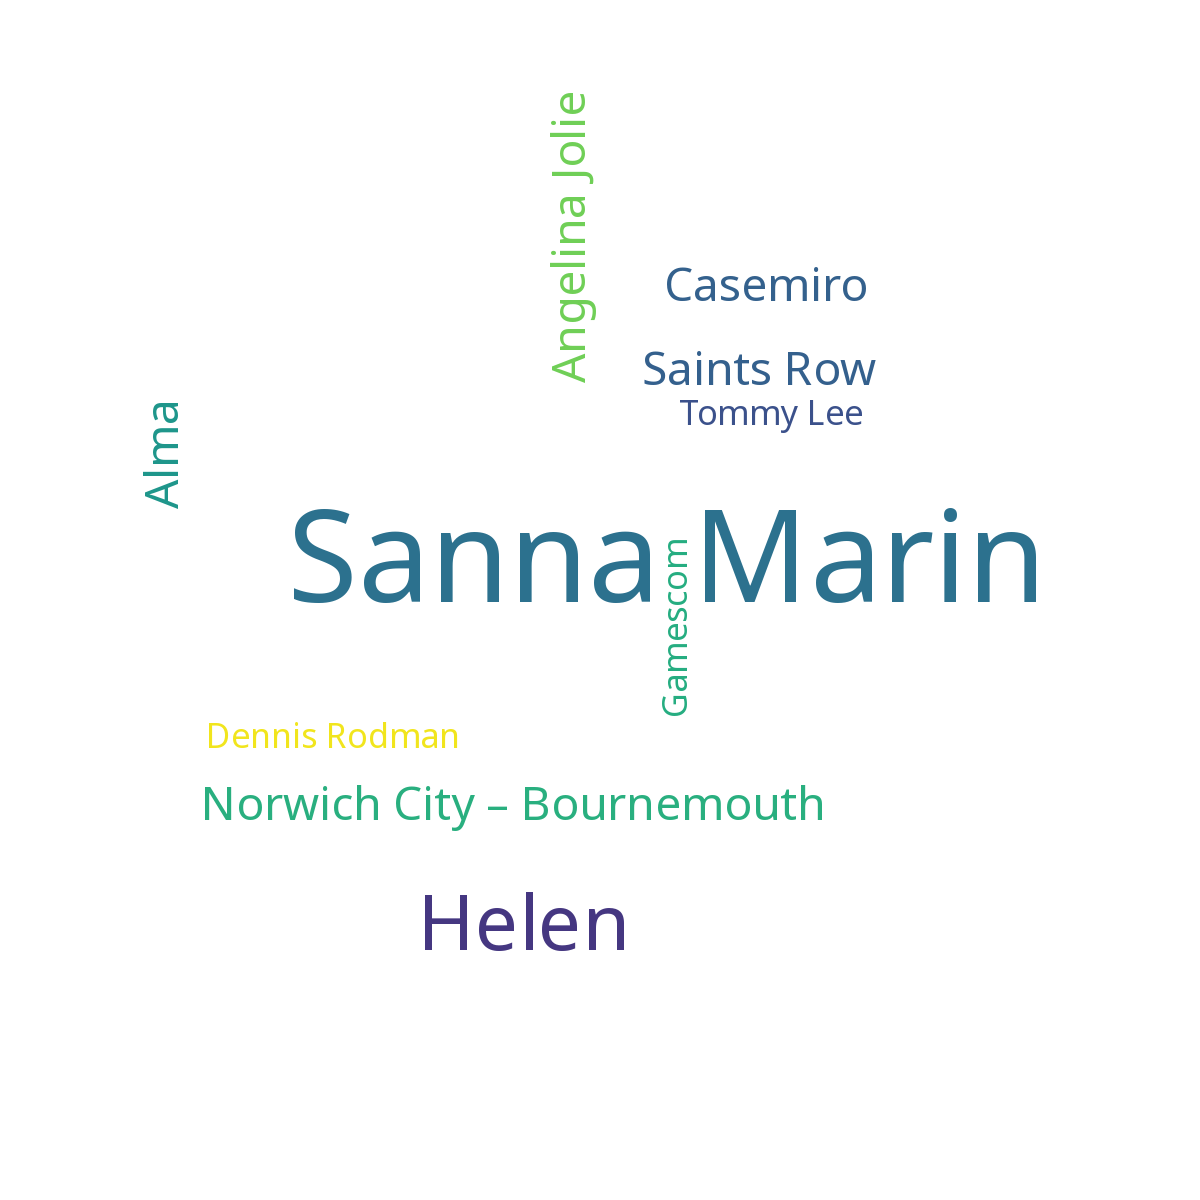 Angelina Jolie
Casemiro
Saints Row
Tommy Lee
Alma
Sanna Marin
Gamescom
Dennis Rodman
Norwich City – Bournemouth
Helen